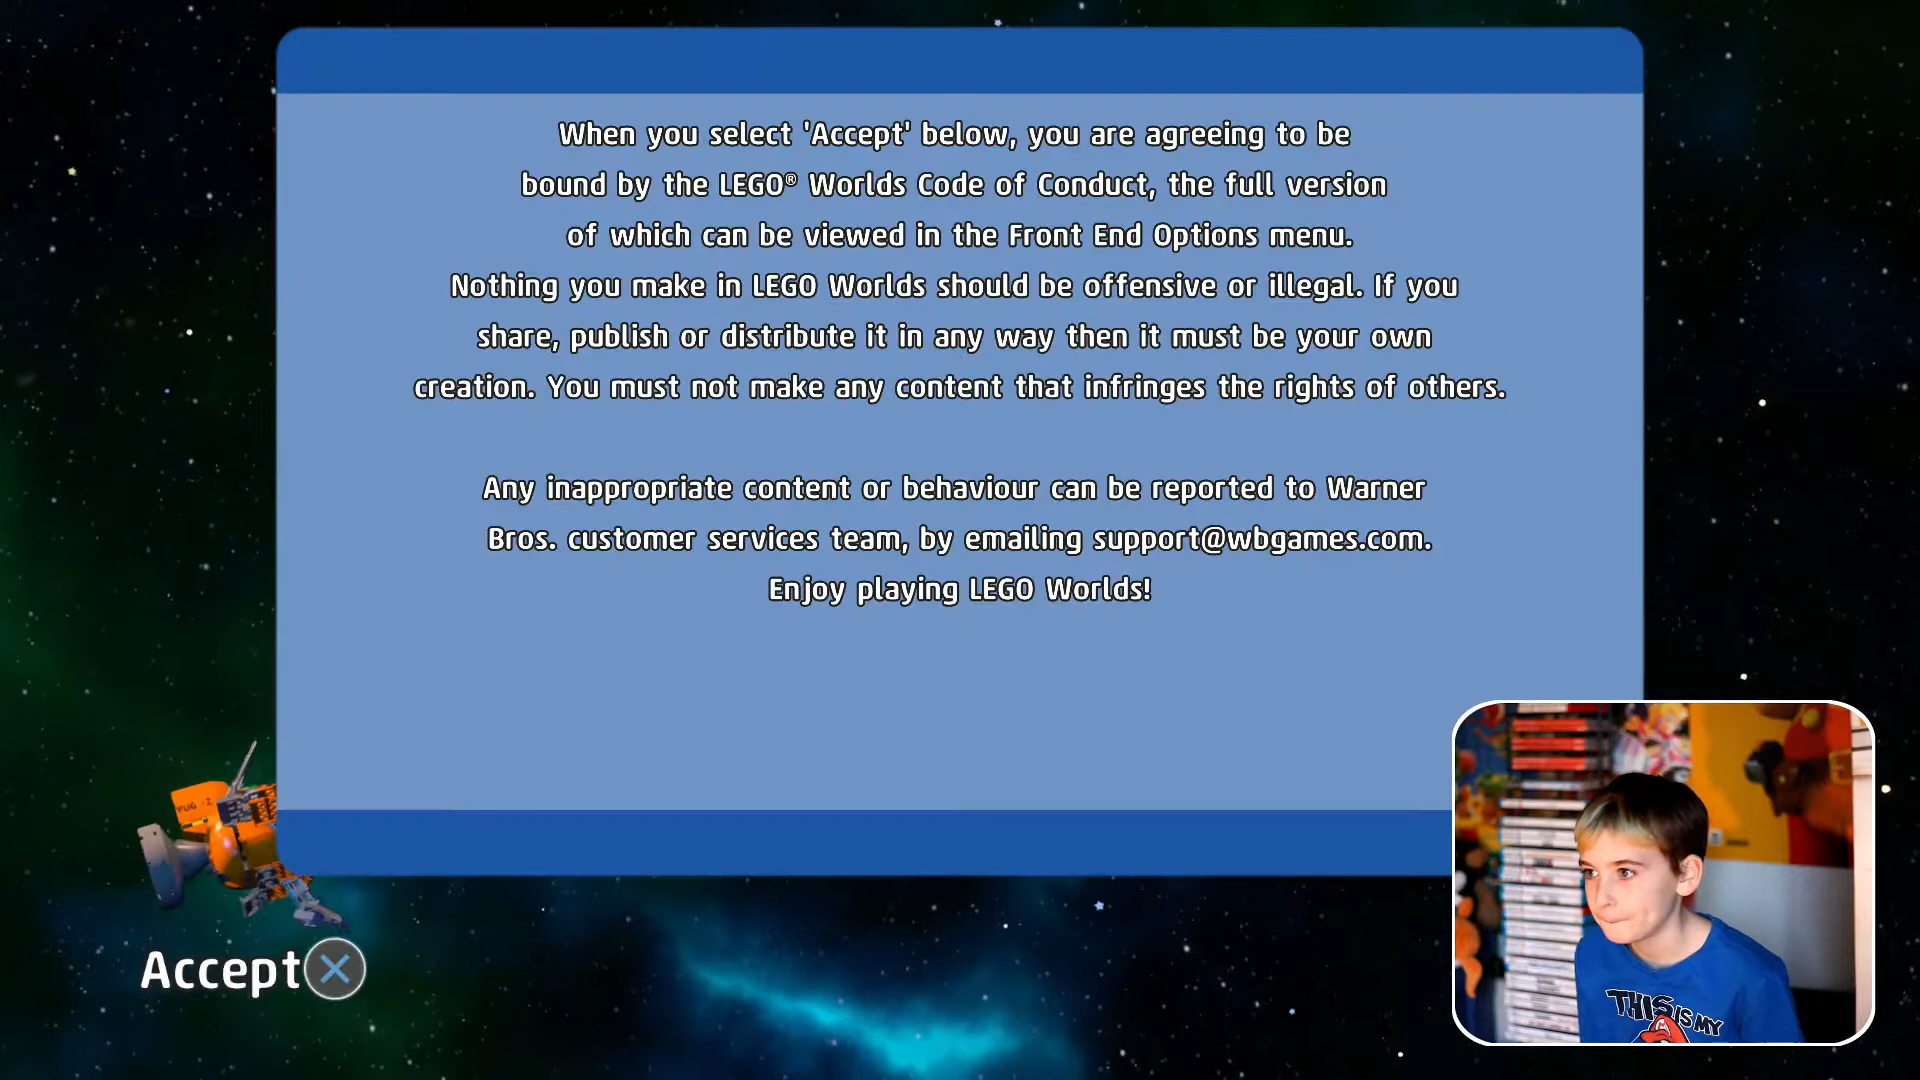 When you select 'Accept' below, you are agreeing to be
bound by the LEGO® Worlds Code of Conduct, the full version
of which can be viewed in the Front End Options menu.
Nothing you make in LEGO Worlds should be offensive or illegal. If you
share, publish or distribute it in any way then it must be your own
creation. You must not make any content that infringes the rights of others.
Any inappropriate content or behaviour can be reported to Warner
Bros. customer services team, by emailing support@wbgames.com.
Enjoy playing LEGO Worlds!
PUG-Z
Accept
THIS IS MY